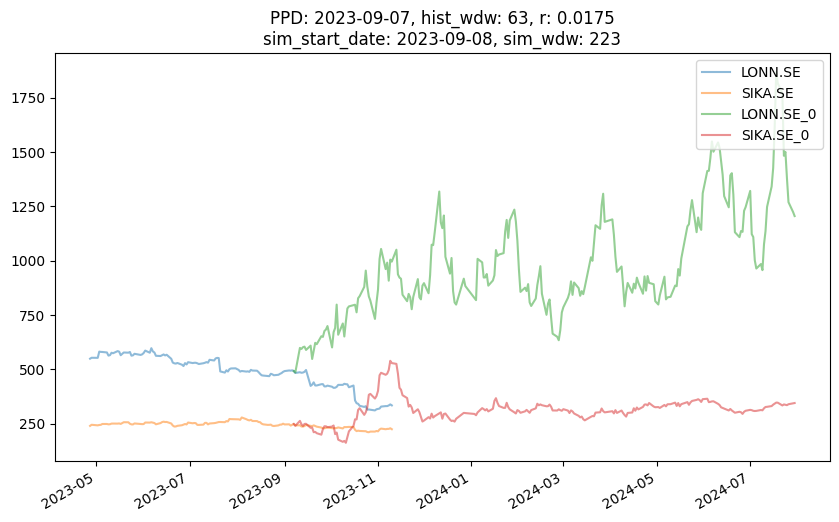 PPD: 2023-09-07, hist_wdw: 63, r: 0.0175
sim_start_date: 2023-09-08, sim_wdw: 223
LONN.SE
SIKA.SE
LONN.SE_0
SIKA.SE_0
1750
1500
1250
1000
750
500
250
2023-05
2023-07
2023-09
2023-11
2024-01
2024-03
2024-05
2024-07